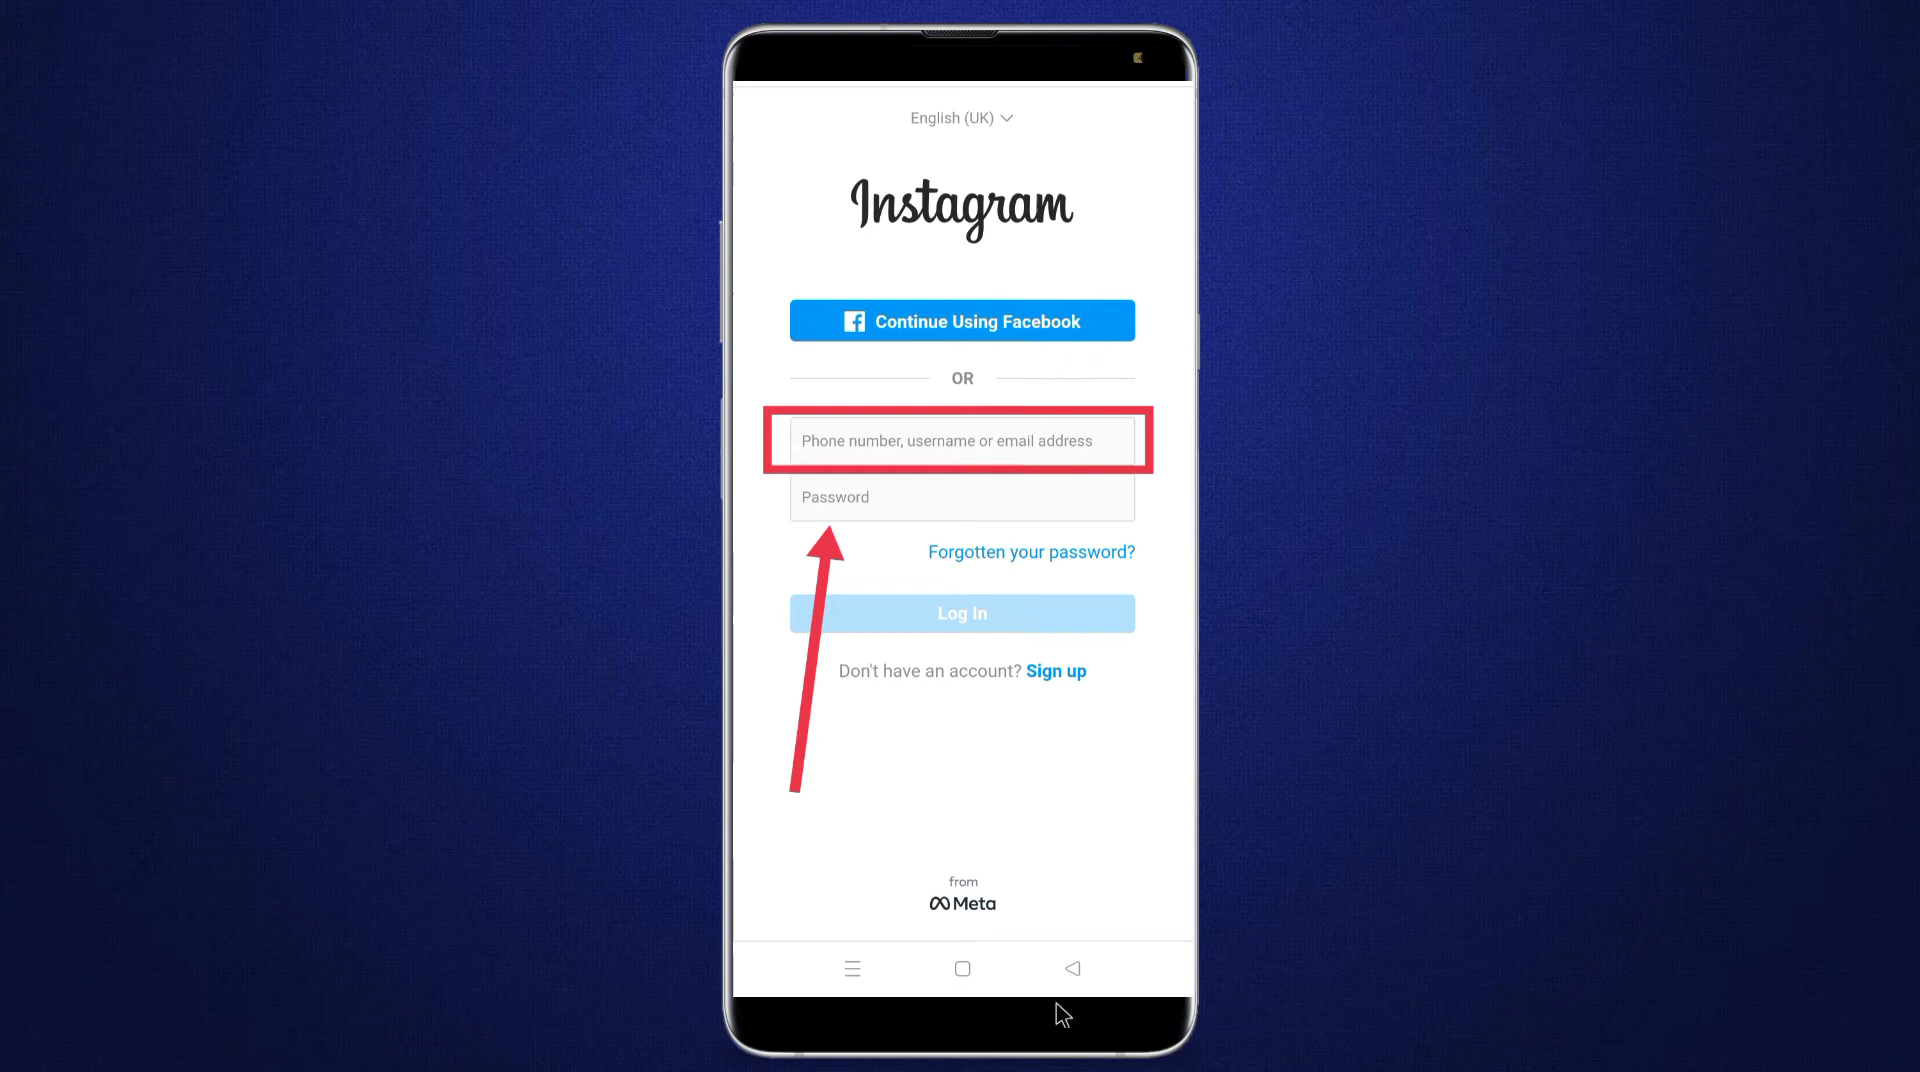 English (UK)
Instagram
Continue Using Facebook
OR
Phone number, username or email address
Password
Forgotten your password?
Log In
Don't have an account? Sign up
from
Meta